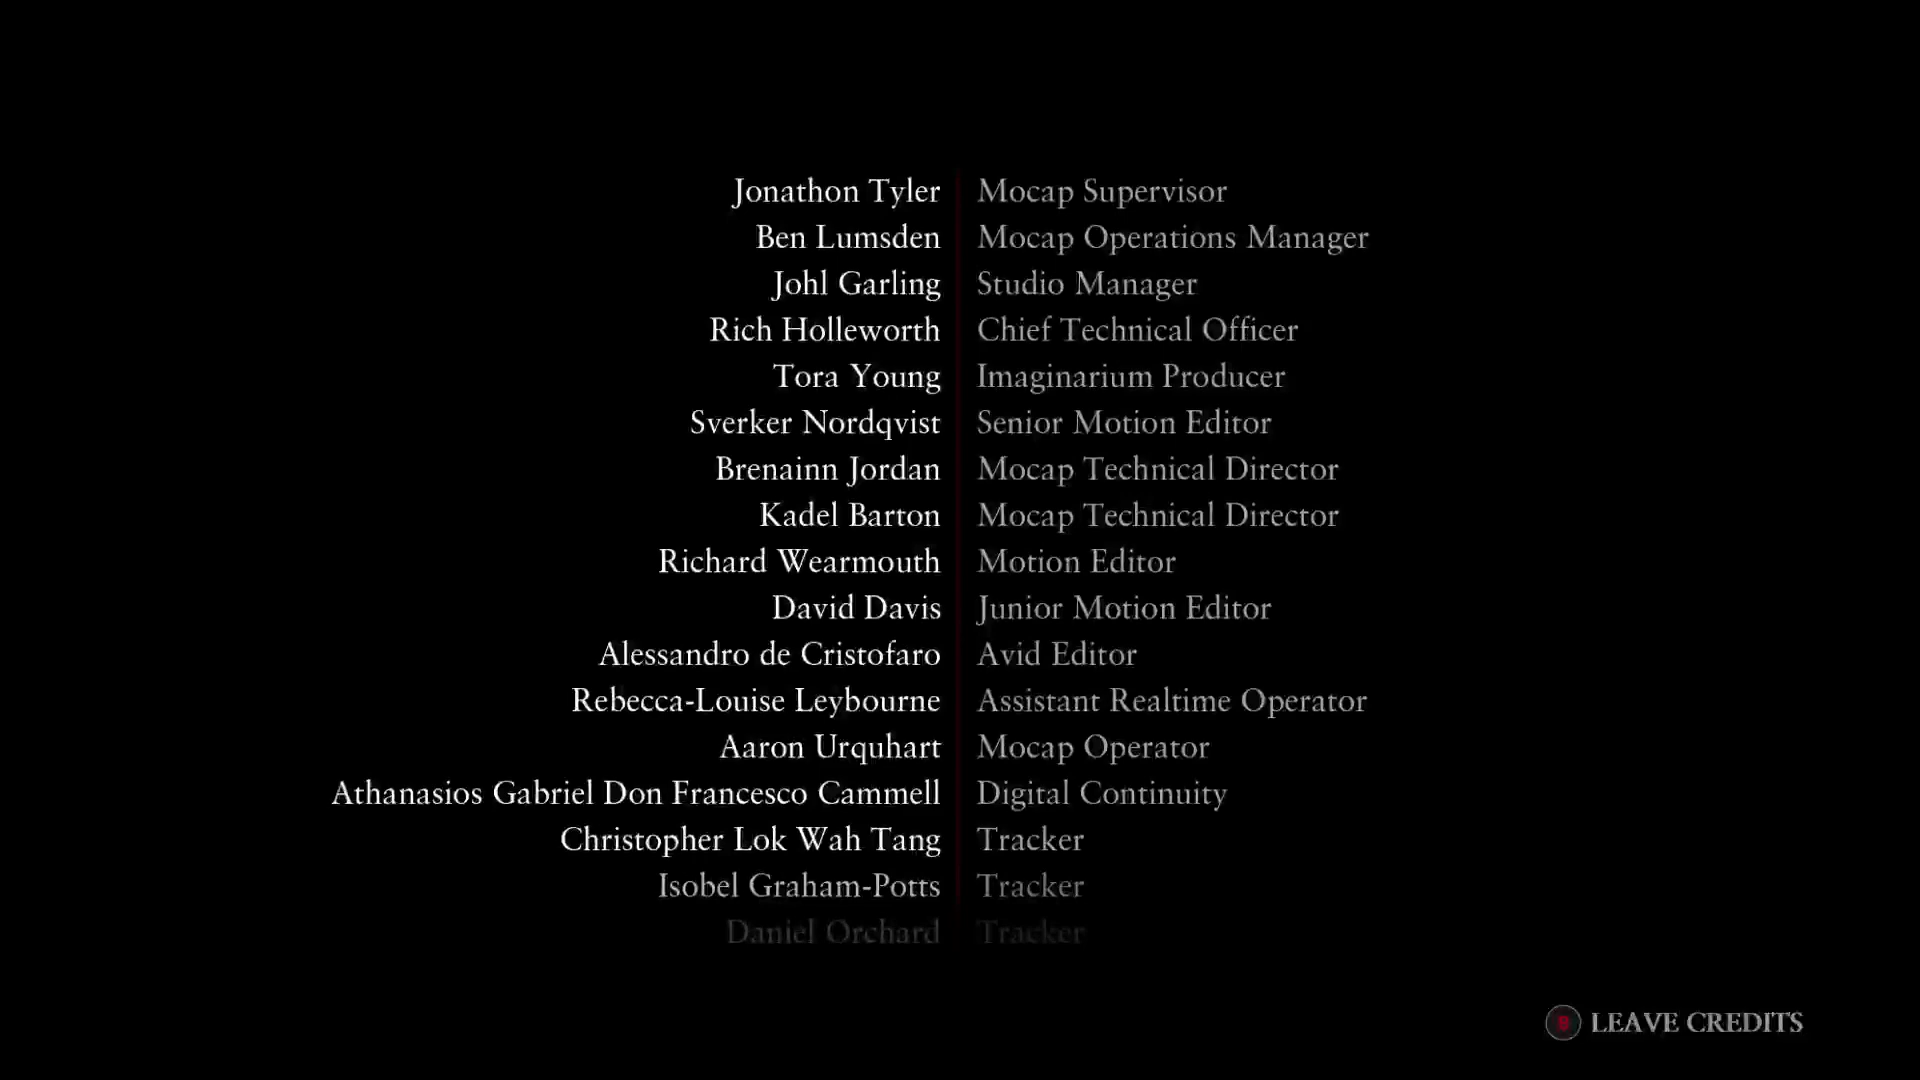 Jonathon Tyler Mocap Supervisor
Ben Lumsden Mocap Operations Manager
Johl Garling Studio Manager
Rich Holleworth Chief Technical Officer
Tora Young Imaginarium Producer
Sverker Nordqvist Senior Motion Editor
Brenainn Jordan Mocap Technical Director
Kadel Barton Mocap Technical Director
Richard Wearmouth Motion Editor
David Davis Junior Motion Editor
Alessandro de Cristofaro Avid Editor
Rebecca-Louise Leybourne Assistant Realtime Operator
Aaron Urquhart Mocap Operator
Athanasios Gabriel Don Francesco Cammell Digital Continuity
Christopher Lok Wah Tang Tracker
Isobel Graham-Potts Tracker
Daniel Orchard Tracker
B LEAVE CREDITS